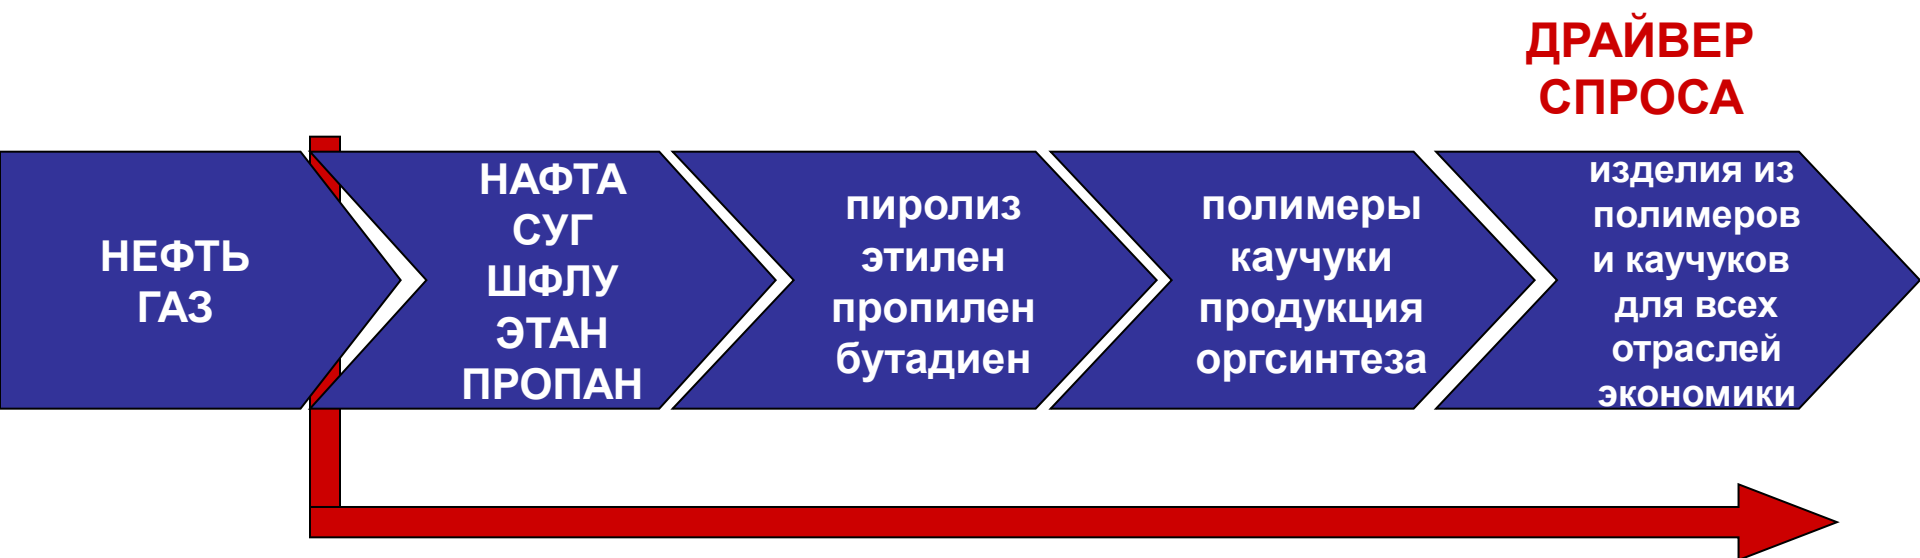 ДРАЙВЕР
СПРОСА
НЕФТЬ
ГАЗ
НАФТА
СУГ
ШФЛУ
ЭТАН
ПРОПАН
пиролиз
этилен
пропилен
бутадиен
полимеры
каучуки
продукция
оргсинтеза
изделия из
полимеров
и каучуков
для всех
отраслей
экономики